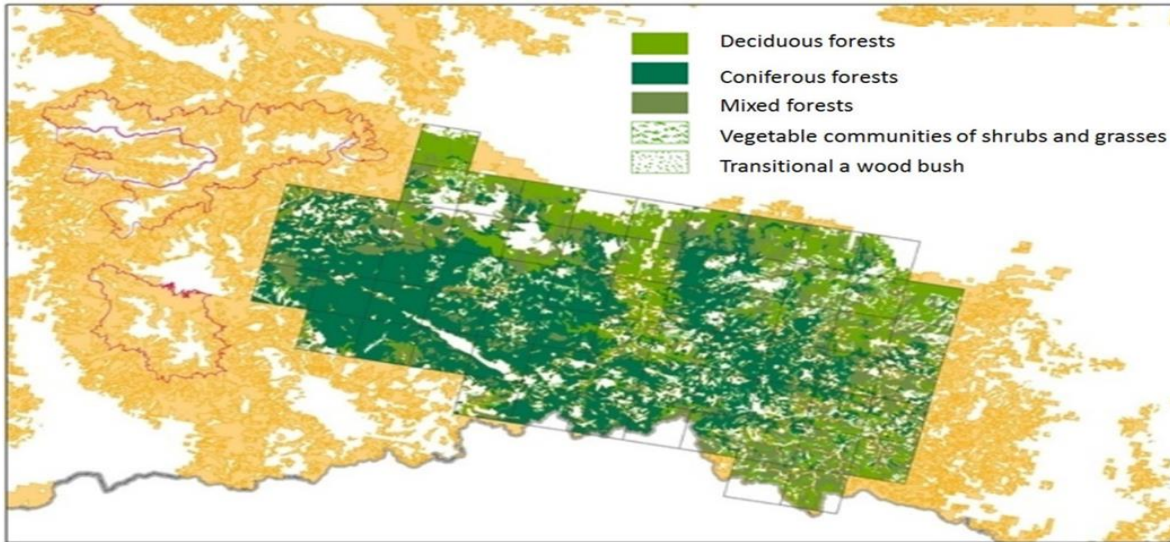 Deciduous forests
Coniferous forests
Mixed forests
Vegetable communities of shrubs and grasses
Transitional a wood bush